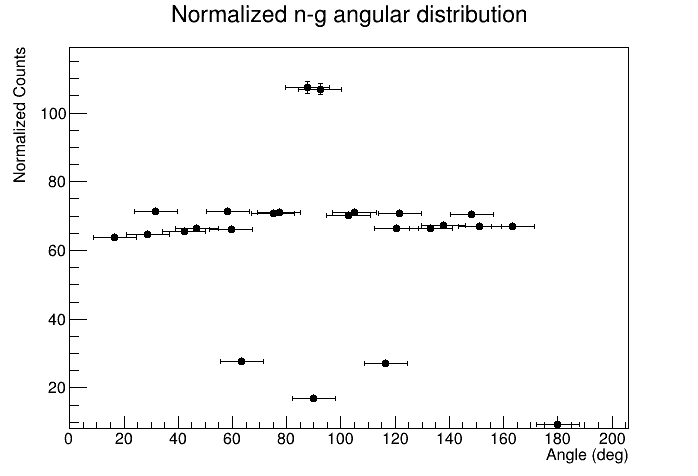 Normalized n-g angular distribution
Normalized Counts
100
80
60
40
20
0 20 40 60 80 100 120 140 160 180 200
Angle (deg)